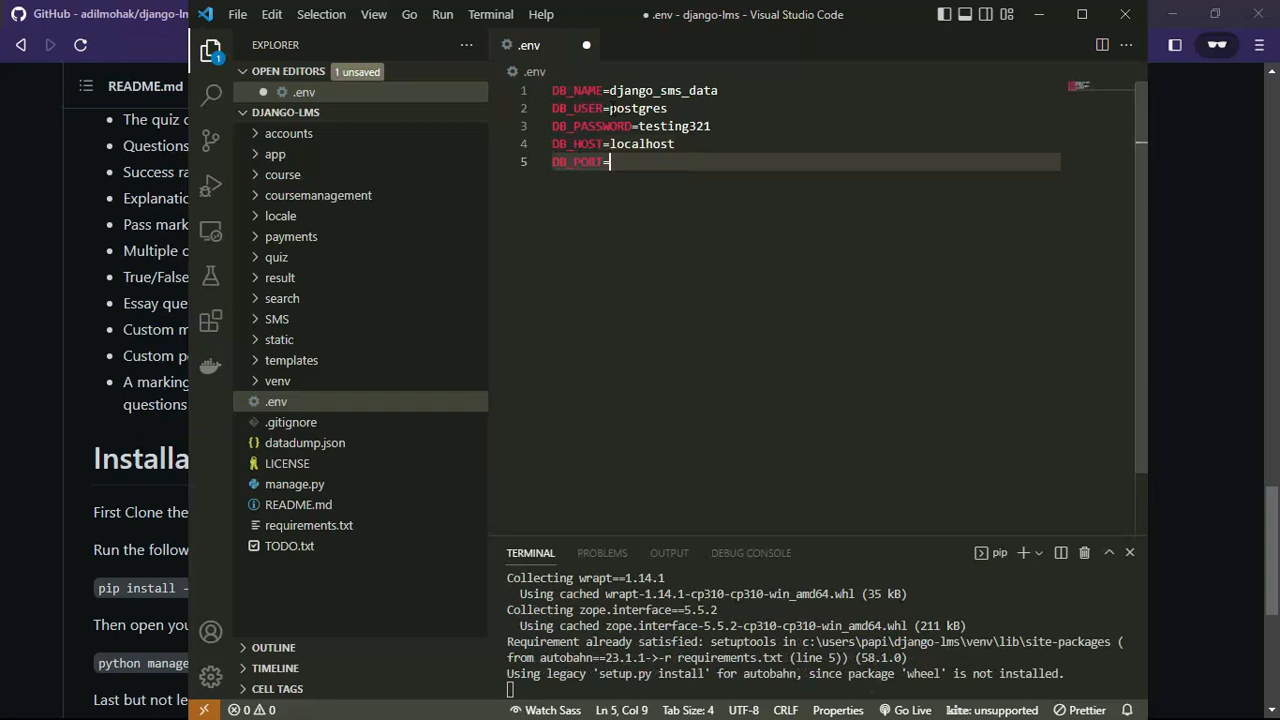 GitHub - adilmohak/django-lm
File Edit Selection View Go Run Terminal Help
● .env - django-lms - Visual Studio Code
README.md
The quiz
Questions
Success ra
Explanatic
Pass mark
Multiple c
True/False
Essay que
Custom m
Custom p
A marking
questions
Installa
First Clone the
Run the follow
pip install -
Then open you
python manage
Last but not le
EXPLORER
OPEN EDITORS 1 unsaved
.env
DJANGO-LMS
accounts
app
course
coursemanagement
locale
payments
quiz
result
search
SMS
static
templates
venv
.env
.gitignore
datadump.json
LICENSE
manage.py
README.md
requirements.txt
TODO.txt
OUTLINE
TIMELINE
CELL TAGS
.env
.env
1 DB_NAME=django_sms_data
2 DB_USER=postgres
3 DB_PASSWORD=testing321
4 DB_HOST=localhost
5 DB_PORT=
TERMINAL PROBLEMS OUTPUT DEBUG CONSOLE pip
Collecting wrapt==1.14.1
Using cached wrapt-1.14.1-cp310-cp310-win_amd64.whl (35 kB)
Collecting zope.interface==5.5.2
Using cached zope.interface-5.5.2-cp310-cp310-win_amd64.whl (211 kB)
Requirement already satisfied: setuptools in c:\users\papi\django-lms\venv\lib\site-packages (
from autobahn==23.1.1->-r requirements.txt (line 5)) (58.1.0)
Using legacy 'setup.py install' for autobahn, since package 'wheel' is not installed.
0 0 Watch Sass Ln 5, Col 9 Tab Size: 4 UTF-8 CRLF Properties Go Live kite: unsupported Prettier